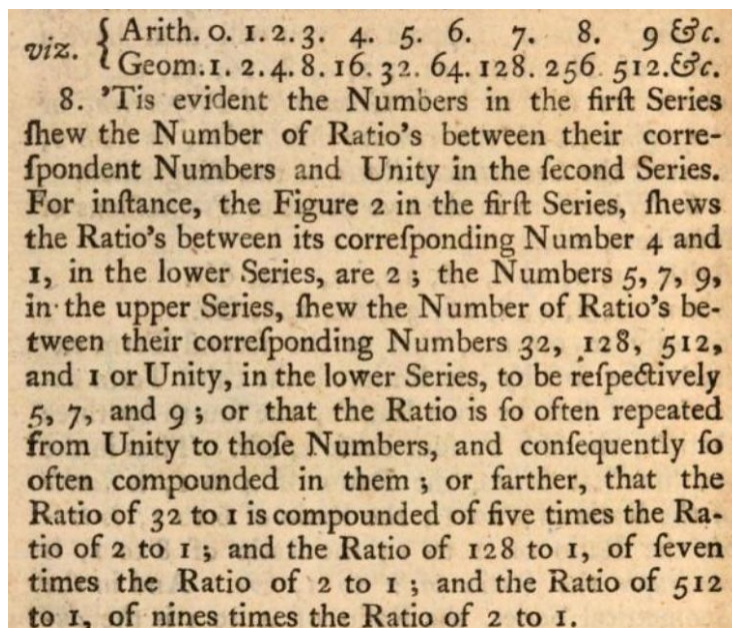 viz. { Arith. 0. 1. 2. 3. 4. 5. 6. 7. 8. 9 &c.
Geom. 1. 2. 4. 8. 16. 32. 64. 128. 256. 512. &c.
8. 'Tis evident the Numbers in the firſt Series
ſhew the Number of Ratio's between their corre-
ſpondent Numbers and Unity in the ſecond Series.
For inſtance, the Figure 2 in the firſt Series, ſhews
the Ratio's between its correſponding Number 4 and
1, in the lower Series, are 2 ; the Numbers 5, 7, 9,
in the upper Series, ſhew the Number of Ratio's be-
tween their correſponding Numbers 32, 128, 512,
and 1 or Unity, in the lower Series, to be reſpectively
5, 7, and 9 ; or that the Ratio is ſo often repeated
from Unity to thoſe Numbers, and conſequently ſo
often compounded in them ; or farther, that the
Ratio of 32 to 1 is compounded of five times the Ra-
tio of 2 to 1 ; and the Ratio of 128 to 1, of ſeven
times the Ratio of 2 to 1 ; and the Ratio of 512
to 1, of nines times the Ratio of 2 to 1.